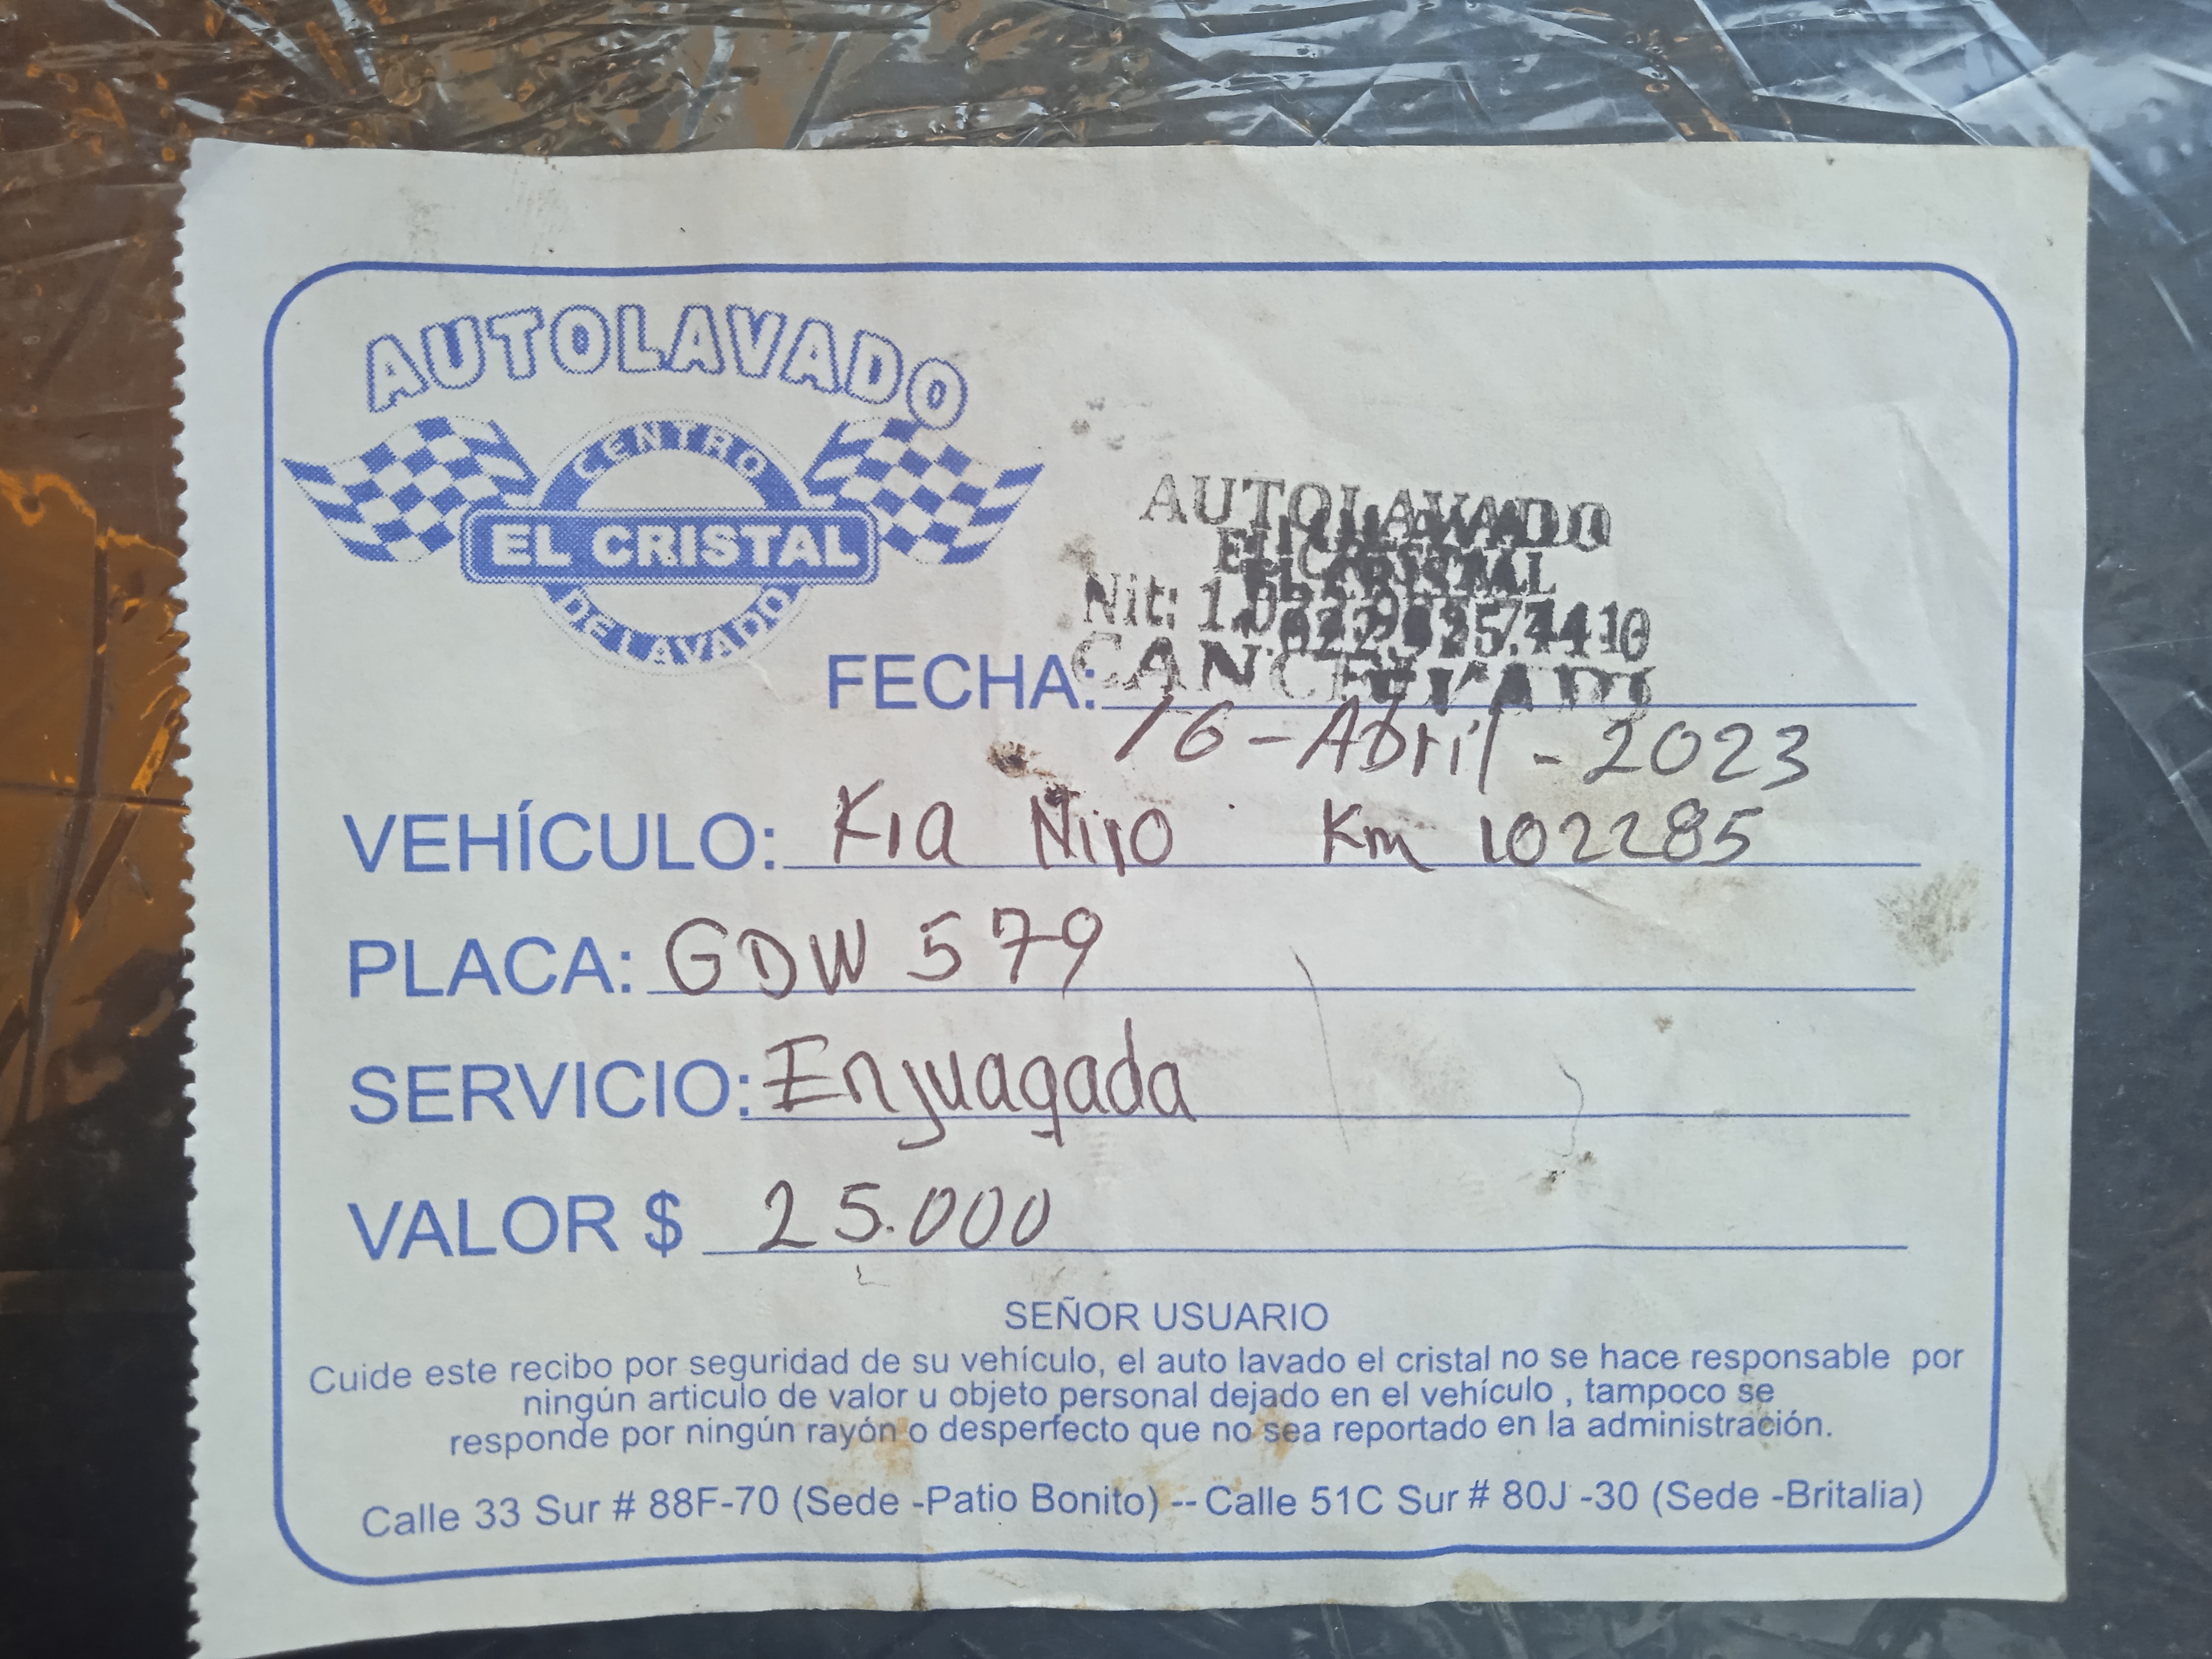 AUTOLAVADO
CENTRO
EL CRISTAL
DE LAVADO
AUTOLAVADO
EL CRISTAL
Nit:
CANCELADO
FECHA: 16-Abril-2023
VEHÍCULO: Kia Niro Km 102285
PLACA: GDW 579
SERVICIO: Enjuagada
VALOR $ 25.000
SEÑOR USUARIO
Cuide este recibo por seguridad de su vehículo, el auto lavado el cristal no se hace responsable por
ningún articulo de valor u objeto personal dejado en el vehículo , tampoco se
responde por ningún rayón o desperfecto que no sea reportado en la administración.
Calle 33 Sur # 88F-70 (Sede -Patio Bonito) -- Calle 51C Sur # 80J -30 (Sede -Britalia)